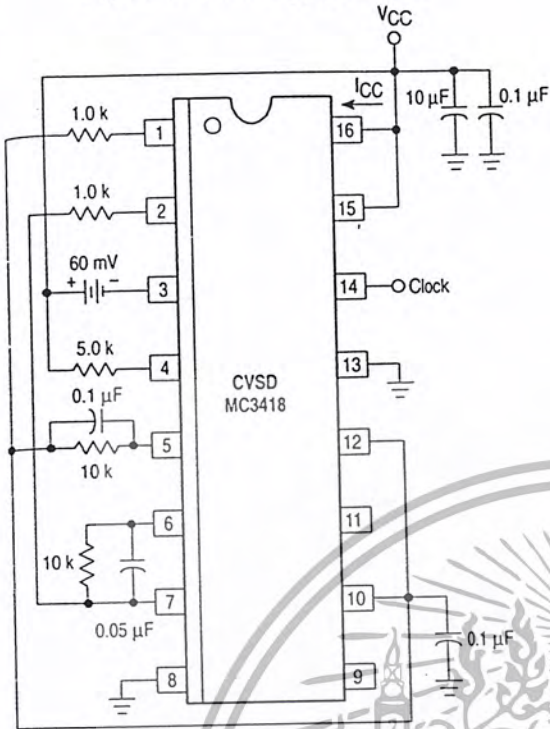 VCC
ICC
10 µF
0.1 µF
1.0 k
1
16
1.0 k
2
15
60 mV
+
−
3
14
Clock
5.0 k
4
13
CVSD
MC3418
0.1 µF
10 k
5
12
6
11
10 k
7
10
0.05 µF
0.1 µF
8
9